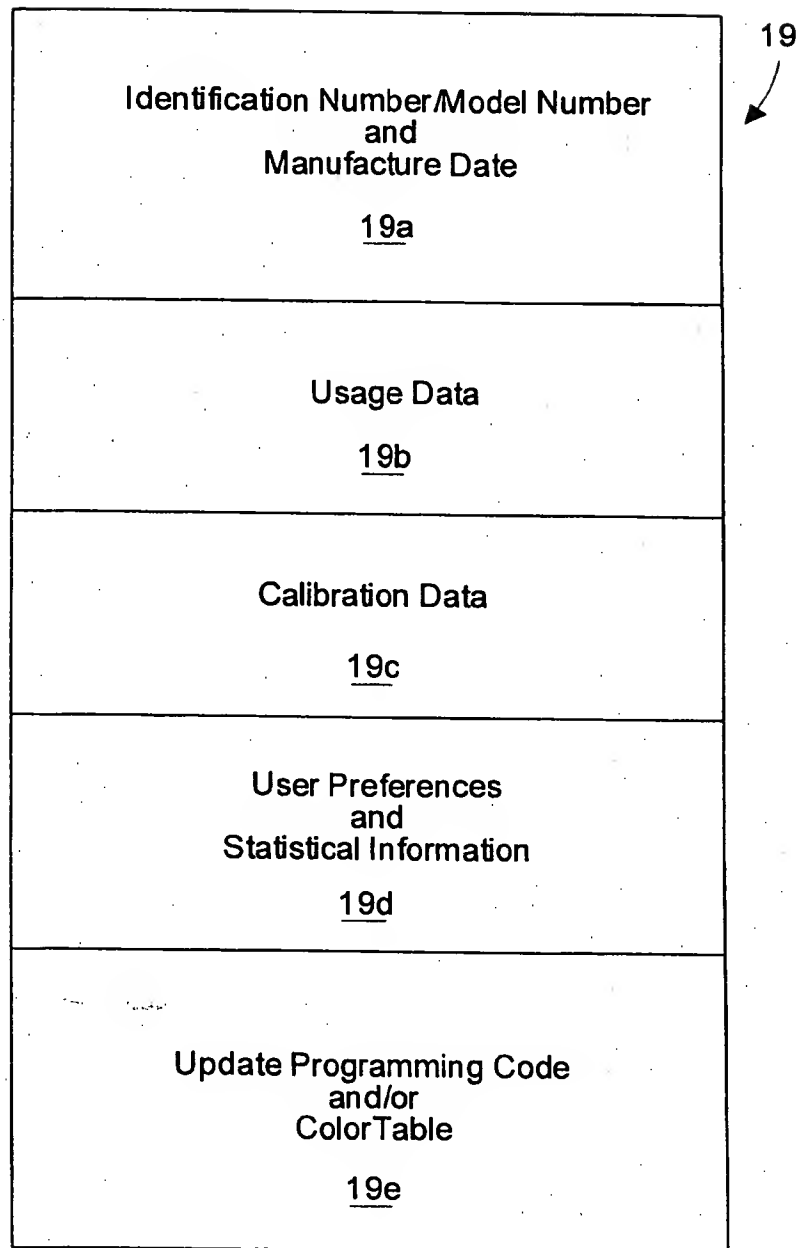 19
Identification Number/Model Number
and
Manufacture Date
19a
Usage Data
19b
Calibration Data
19c
User Preferences
and
Statistical Information
19d
Update Programming Code
and/or
ColorTable
19e